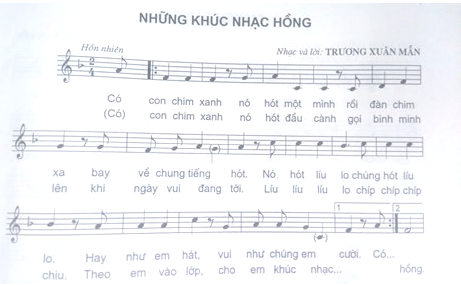 NHỮNG KHÚC NHẠC HỒNG
Hồn nhiên
Nhạc và lời: TRƯƠNG XUÂN MẪN
2
4
Có con chim xanh nó hót một mình rồi đàn chim
(Có) con chim xanh nó hót đầu cành gọi bình minh
xa bay về chung tiếng hót. Nó hót líu lo chúng hót líu
lên khi ngày vui đang tới. Líu líu líu lo chíp chíp chíp
1 2
lo. Hay như em hát, vui như chúng em cười. Có...
chiu. Theo em vào lớp, cho em khúc nhạc... hồng.